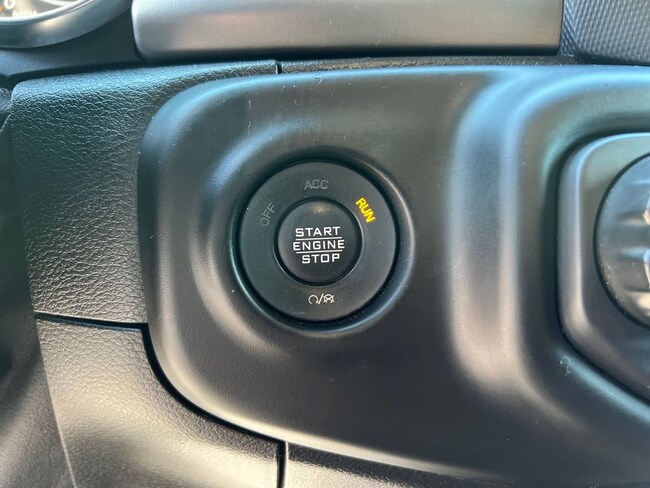 ACC
OFF
RUN
START
ENGINE
STOP